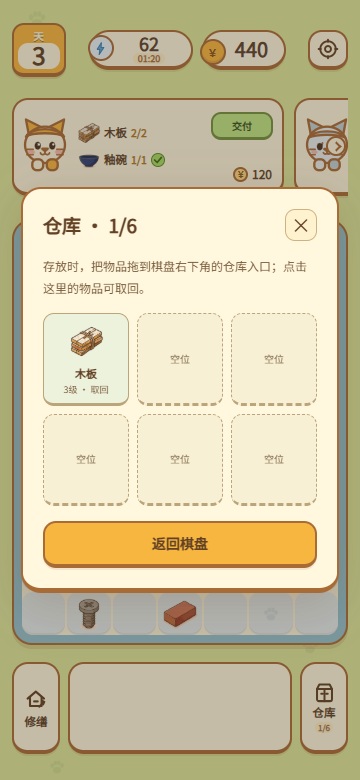 天
3
62
01:20
¥
440
木板 2/2
交付
釉碗 1/1
¥ 120
仓库 · 1/6
存放时，把物品拖到棋盘右下角的仓库入口；点击
这里的物品可取回。
木板
3级 · 取回
空位
空位
空位
空位
空位
返回棋盘
修缮
仓库
1/6